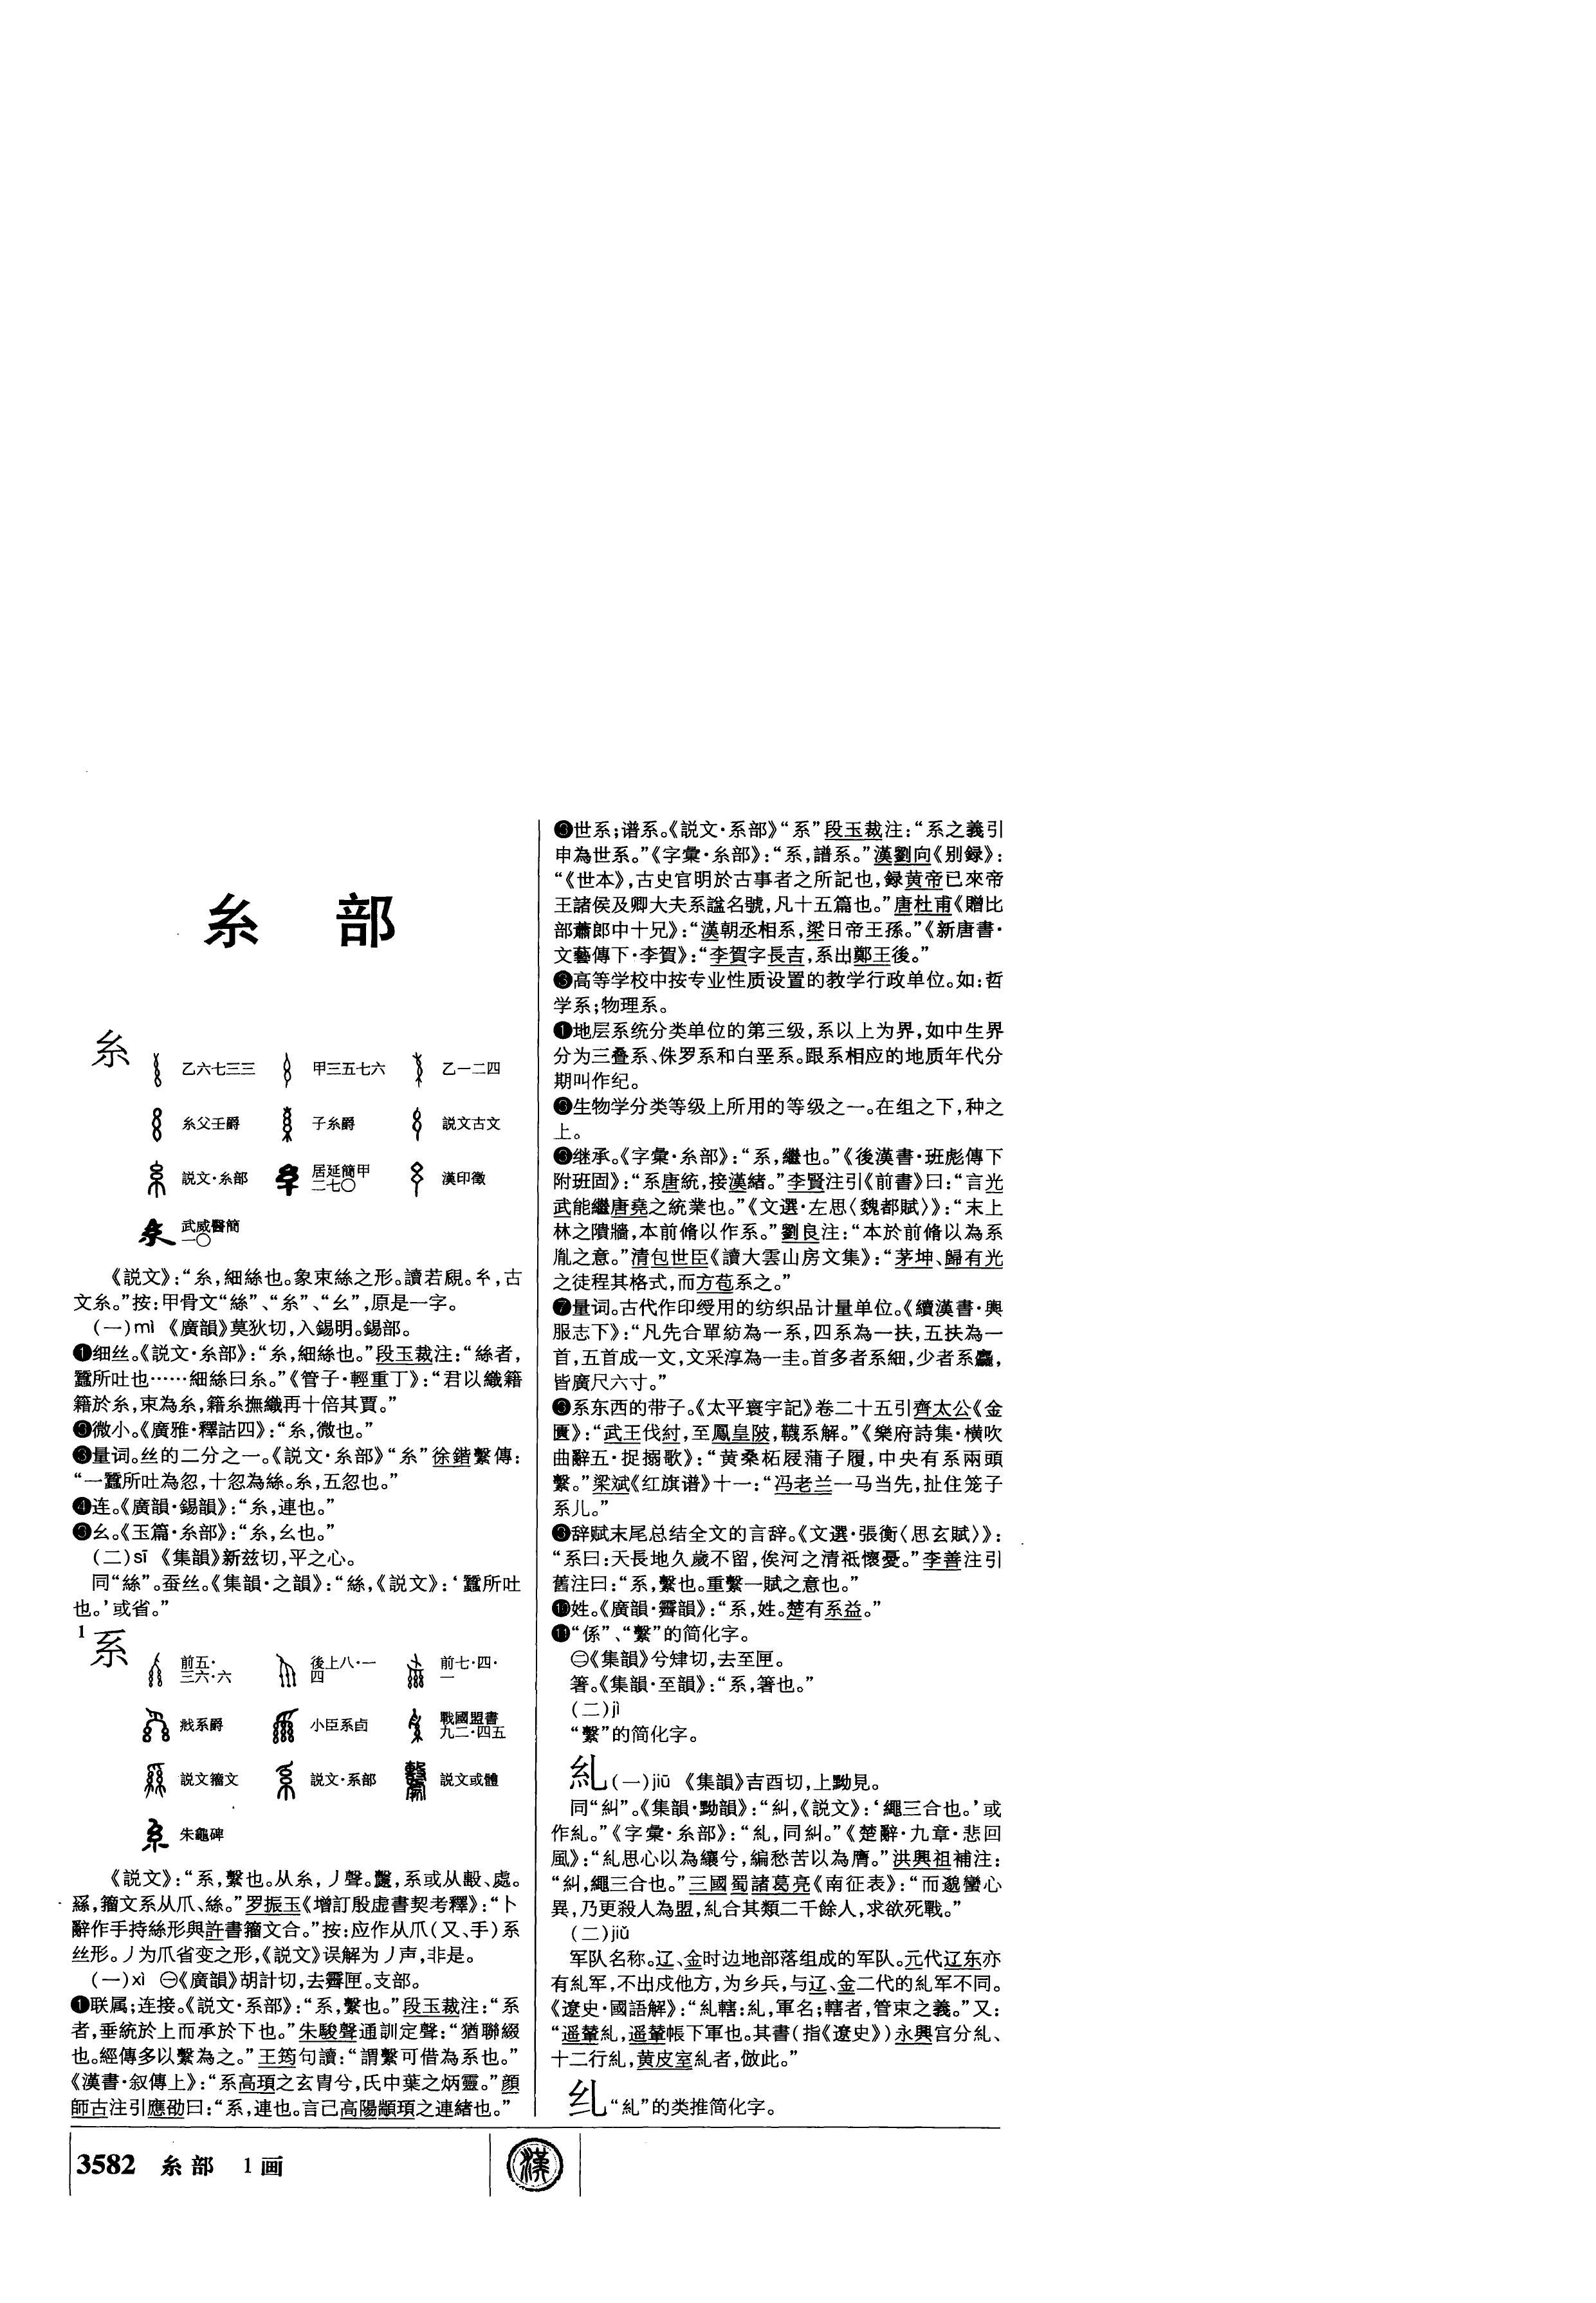 糸 部
糸
乙六七三三 甲三五七六 乙一二四
糸父壬爵 子糸爵 説文古文
説文·糸部 居延簡甲二七〇 漢印徵
武威醫簡一〇
《説文》：“糸，細絲也。象束絲之形。讀若覛。𢆯，古
文糸。”按：甲骨文“絲”、“糸”、“幺”，原是一字。
（一）mì 《廣韻》莫狄切，入錫明。錫部。
❶细丝。《説文·糸部》：“糸，細絲也。”段玉裁注：“絲者，
蠶所吐也……細絲曰糸。”《管子·輕重丁》：“君以織籍
籍於糸，束為糸，籍糸撫織再十倍其賈。”
❷微小。《廣雅·釋詁四》：“糸，微也。”
❸量词。丝的二分之一。《説文·糸部》“糸”徐鍇繫傳：
“一蠶所吐為忽，十忽為絲。糸，五忽也。”
❹连。《廣韻·錫韻》：“糸，連也。”
❺幺。《玉篇·糸部》：“糸，幺也。”
（二）sī 《集韻》新兹切，平之心。
同“絲”。蚕丝。《集韻·之韻》：“絲，《説文》：‘蠶所吐
也。’或省。”
1
系
前五·三六·六 後上八·一四 前七·四·一
戔系爵 小臣系卣 戰國盟書九二·四五
説文籀文 説文·系部 説文或體
朱龜碑
《説文》：“系，繫也。从糸，丿聲。𣫦，系或从毄、處。
𦃟，籀文系从爪、絲。”罗振玉《增訂殷虚書契考釋》：“卜
辭作手持絲形與許書籀文合。”按：应作从爪（又、手）系
丝形。丿为爪省变之形，《説文》误解为丿声，非是。
（一）xì ㊀《廣韻》胡計切，去霽匣。支部。
❶联属；连接。《説文·系部》：“系，繫也。”段玉裁注：“系
者，垂統於上而承於下也。”朱駿聲通訓定聲：“猶聯綴
也。經傳多以繫為之。”王筠句讀：“謂繫可借為系也。”
《漢書·叙傳上》：“系高頊之玄胄兮，氏中葉之炳靈。”顔
師古注引應劭曰：“系，連也。言己高陽顓頊之連緒也。”
❷世系；谱系。《説文·系部》“系”段玉裁注：“系之義引
申為世系。”《字彙·糸部》：“系，譜系。”漢劉向《别録》：
“《世本》，古史官明於古事者之所記也，録黄帝已來帝
王諸侯及卿大夫系謚名號，凡十五篇也。”唐杜甫《贈比
部蕭郎中十兄》：“漢朝丞相系，梁日帝王孫。”《新唐書·
文藝傳下·李賀》：“李賀字長吉，系出鄭王後。”
❸高等学校中按专业性质设置的教学行政单位。如：哲
学系；物理系。
❹地层系统分类单位的第三级，系以上为界，如中生界
分为三叠系、侏罗系和白垩系。跟系相应的地质年代分
期叫作纪。
❺生物学分类等级上所用的等级之一。在组之下，种之
上。
❻继承。《字彙·糸部》：“系，繼也。”《後漢書·班彪傳下
附班固》：“系唐統，接漢緒。”李賢注引《前書》曰：“言光
武能繼唐堯之統業也。”《文選·左思〈魏都賦〉》：“末上
林之隤牆，本前脩以作系。”劉良注：“本於前脩以為系
胤之意。”清包世臣《讀大雲山房文集》：“茅坤、歸有光
之徒程其格式，而方苞系之。”
❼量词。古代作印绶用的纺织品计量单位。《續漢書·輿
服志下》：“凡先合單紡為一系，四系為一扶，五扶為一
首，五首成一文，文采淳為一圭。首多者系細，少者系麤，
皆廣尺六寸。”
❽系东西的带子。《太平寰宇記》卷二十五引齊太公《金
匱》：“武王伐紂，至鳳皇陂，韈系解。”《樂府詩集·横吹
曲辭五·捉搦歌》：“黄桑柘屐蒲子履，中央有系兩頭
繫。”梁斌《红旗谱》十一：“冯老兰一马当先，扯住笼子
系儿。”
❾辞赋末尾总结全文的言辞。《文選·張衡〈思玄賦〉》：
“系曰：天長地久歲不留，俟河之清祇懷憂。”李善注引
舊注曰：“系，繫也。重繫一賦之意也。”
❿姓。《廣韻·霽韻》：“系，姓。楚有系益。”
⓫“係”、“繫”的简化字。
㊁《集韻》兮肄切，去至匣。
箸。《集韻·至韻》：“系，箸也。”
（二）jì
“繫”的简化字。
糺（一）jiū 《集韻》吉酉切，上黝見。
同“糾”。《集韻·黝韻》：“糾，《説文》：‘繩三合也。’或
作糺。”《字彙·糸部》：“糺，同糾。”《楚辭·九章·悲回
風》：“糺思心以為纕兮，編愁苦以為膺。”洪興祖補注：
“糾，繩三合也。”三國蜀諸葛亮《南征表》：“而邈蠻心
異，乃更殺人為盟，糺合其類二千餘人，求欲死戰。”
（二）jiǔ
军队名称。辽、金时边地部落组成的军队。元代辽东亦
有糺军，不出戍他方，为乡兵，与辽、金二代的糺军不同。
《遼史·國語解》：“糺轄：糺，軍名；轄者，管束之義。”又：
“遥輦糺，遥輦帳下軍也。其書（指《遼史》）永興宫分糺、
十二行糺，黄皮室糺者，倣此。”
𫄙“糺”的类推简化字。
3582 糸部 1画
漢